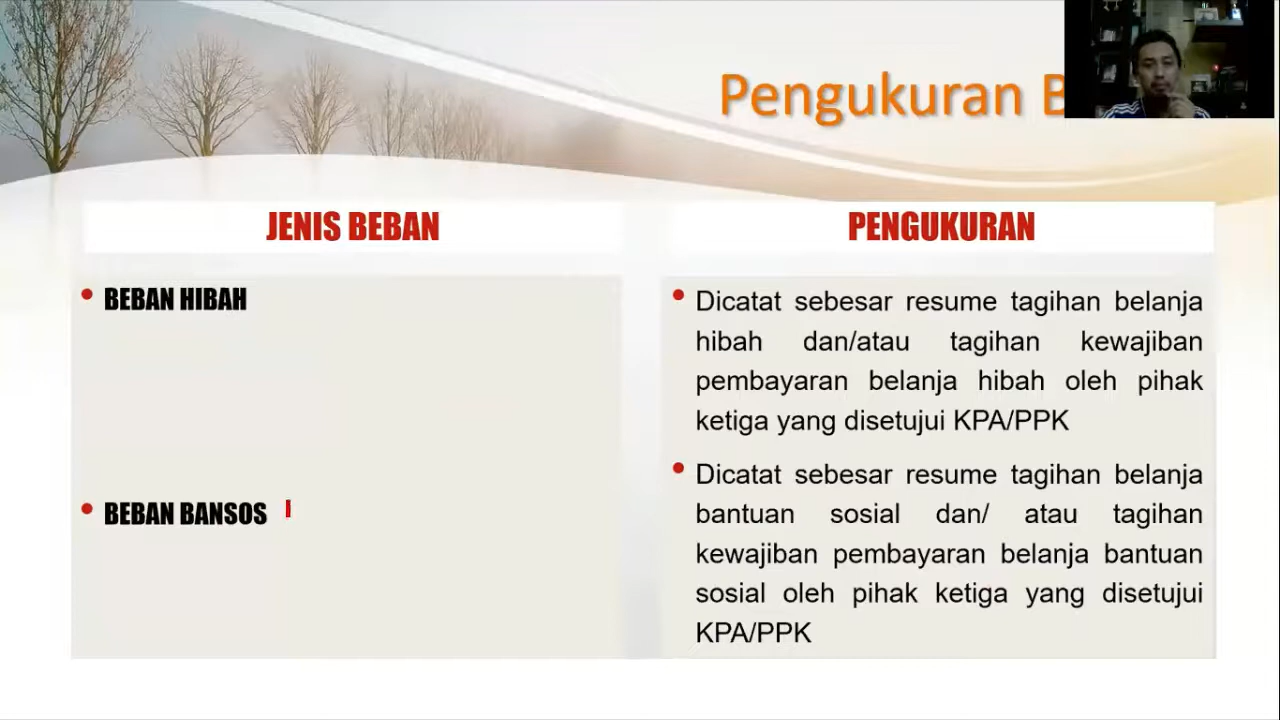 Pengukuran
JENIS BEBAN
PENGUKURAN
• BEBAN HIBAH
• Dicatat sebesar resume tagihan belanja
hibah dan/atau tagihan kewajiban
pembayaran belanja hibah oleh pihak
ketiga yang disetujui KPA/PPK
• BEBAN BANSOS
• Dicatat sebesar resume tagihan belanja
bantuan sosial dan/ atau tagihan
kewajiban pembayaran belanja bantuan
sosial oleh pihak ketiga yang disetujui
KPA/PPK